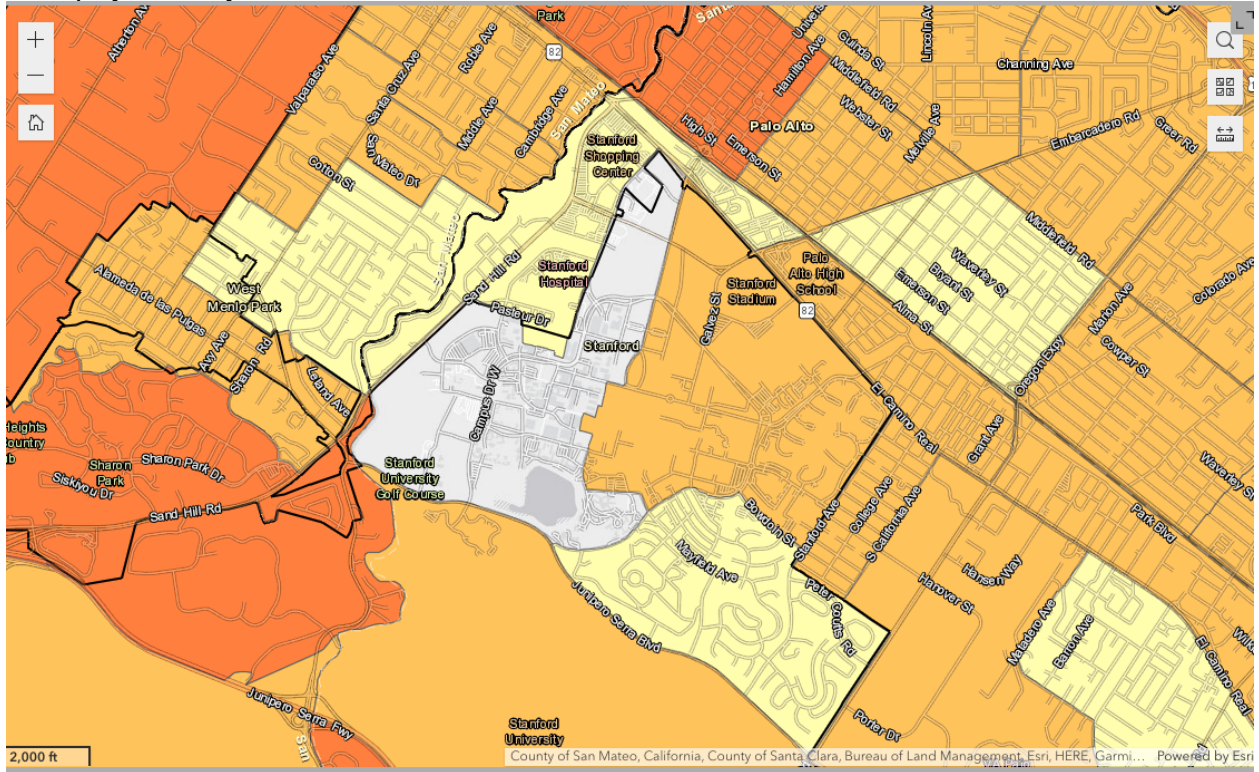 Park
Atherton Ave
Valparaiso Ave
Santa Cruz Ave
Roble Ave
82
San Mateo
Hamilton Ave
Guinda St
Middlefield Rd
Lincoln Av
Channing Ave
Webster St
Melville Ave
Embarcadero Rd
Greer Rd
Middle Ave
Cambridge Ave
San Mateo Dr
Cotton St
Stanford
Shopping
Center
High St
Emerson St
Palo Alto
Alameda de las Pulgas
West
Menlo Park
Avy Ave
Sharon Rd
Leland Ave
Sand Hill Rd
Stanford
Hospital
Pasteur Dr
Stanford
Galvez St
Stanford
Stadium
Palo
Alto High
School
82
Waverley St
Bryant St
Emerson St
Alma St
Middlefield Rd
Marion Ave
Colorado Ave
Cowper St
Oregon Expy
El Camino Real
Grant Ave
Waverley S
Park Blvd
Campus Dr W
Heights
Country
b
Sharon
Park
Sharon Park Dr
Siskiyou Dr
Sand Hill Rd
Stanford
University
Golf Course
Bowdoin St
Stanford Ave
College Ave
S California Ave
Mayfield Ave
Peter Coutts Rd
Hanover St
Hansen Way
Matadero Ave
Barron Ave
El Camino Real
Junipero Serra Blvd
Junipero Serra Fwy
San
Porter Dr
Stanford
University
2,000 ft
County of San Mateo, California, County of Santa Clara, Bureau of Land Management, Esri, HERE, Garmi...
Powered by Esri